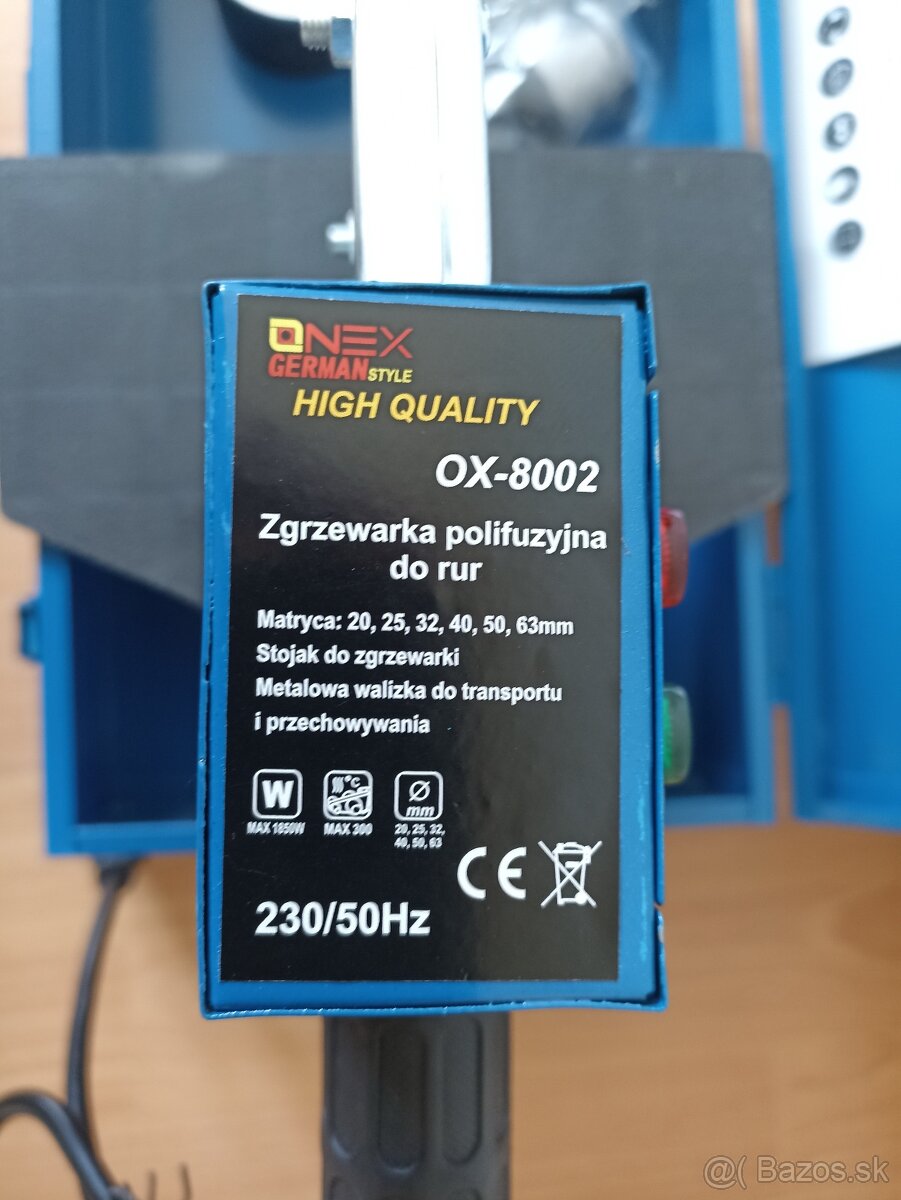 ONEX
GERMAN STYLE
HIGH QUALITY
OX-8002
Zgrzewarka polifuzyjna
do rur
Matryca: 20, 25, 32, 40, 50, 63mm
Stojak do zgrzewarki
Metalowa walizka do transportu
i przechowywania
W
°C
Ø
mm
MAX 1850W
MAX 300
20, 25, 32,
40, 50, 63
CE
230/50Hz
@( Bazos.sk